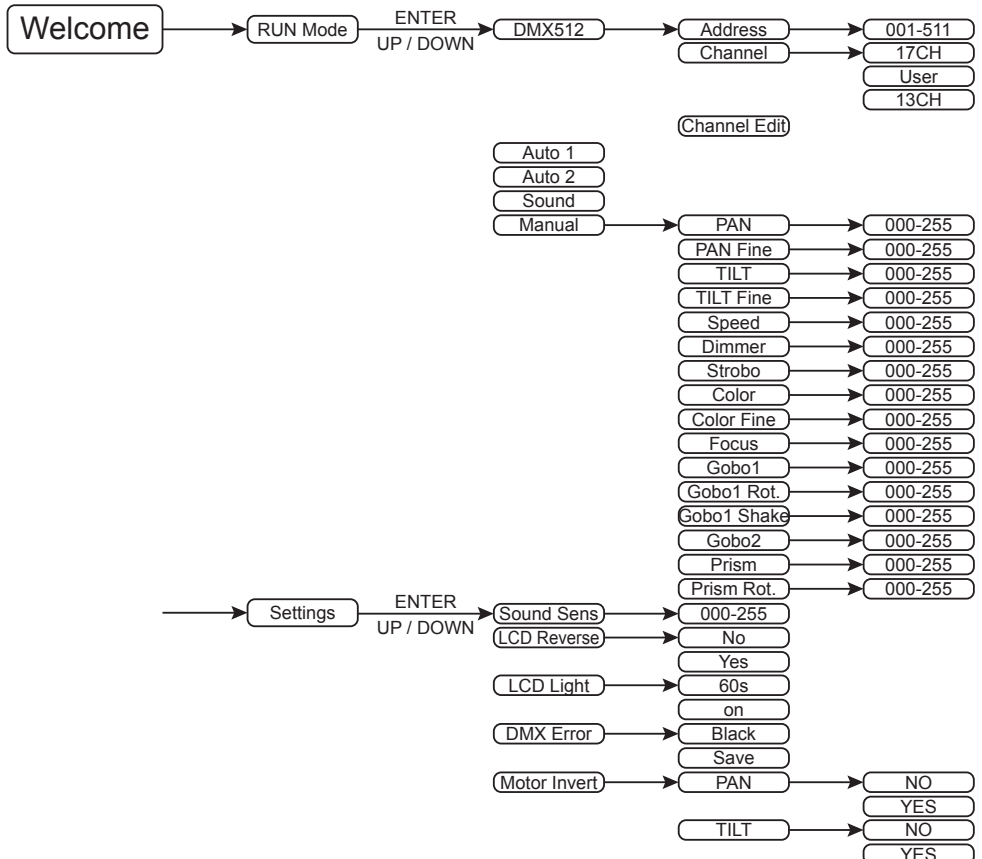 Welcome RUN Mode ENTER UP / DOWN DMX512 Address 001-511
Channel 17CH
User
13CH
Channel Edit
Auto 1
Auto 2
Sound
Manual PAN 000-255
PAN Fine 000-255
TILT 000-255
TILT Fine 000-255
Speed 000-255
Dimmer 000-255
Strobo 000-255
Color 000-255
Color Fine 000-255
Focus 000-255
Gobo1 000-255
Gobo1 Rot. 000-255
Gobo1 Shake 000-255
Gobo2 000-255
Prism 000-255
Prism Rot. 000-255
Settings ENTER UP / DOWN Sound Sens 000-255
LCD Reverse No
Yes
LCD Light 60s
on
DMX Error Black
Save
Motor Invert PAN NO
YES
TILT NO
YES